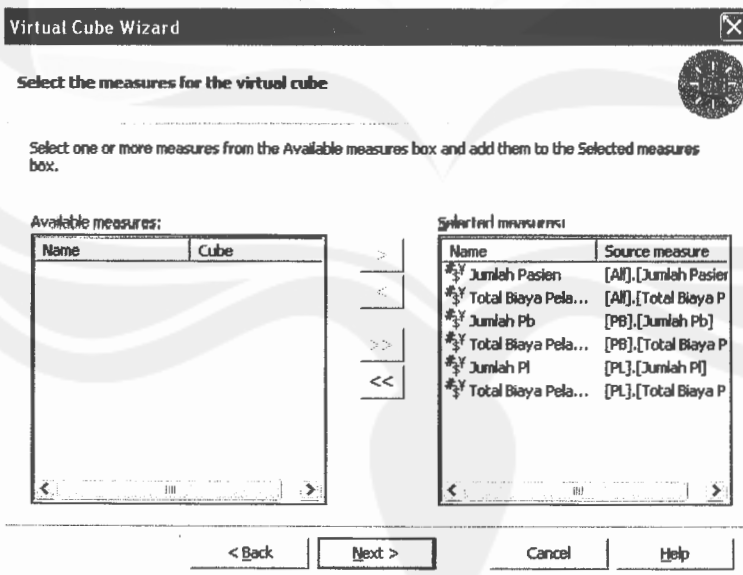 Virtual Cube Wizard
Select the measures for the virtual cube
Select one or more measures from the Available measures box and add them to the Selected measures
box.
Available measures:
Name Cube
>
<
>>
<<
Selected measures:
Name Source measure
Jumlah Pasien [All].[Jumlah Pasier
Total Biaya Pela... [All].[Total Biaya P
Jumlah Pb [PB].[Jumlah Pb]
Total Biaya Pela... [PB].[Total Biaya P
Jumlah Pl [PL].[Jumlah Pl]
Total Biaya Pela... [PL].[Total Biaya P
< Back Next > Cancel Help